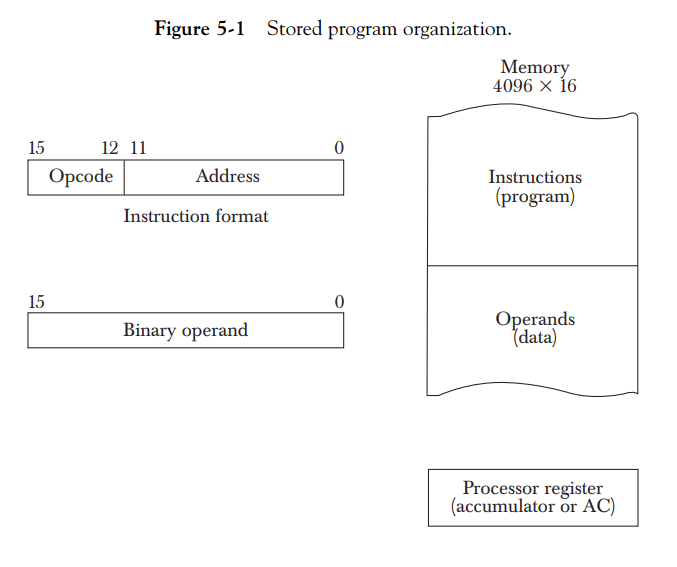 Figure 5-1 Stored program organization.
Memory
4096 × 16
15 12 11 0
Opcode Address
Instruction format
Instructions
(program)
15 0
Binary operand
Operands
(data)
Processor register
(accumulator or AC)